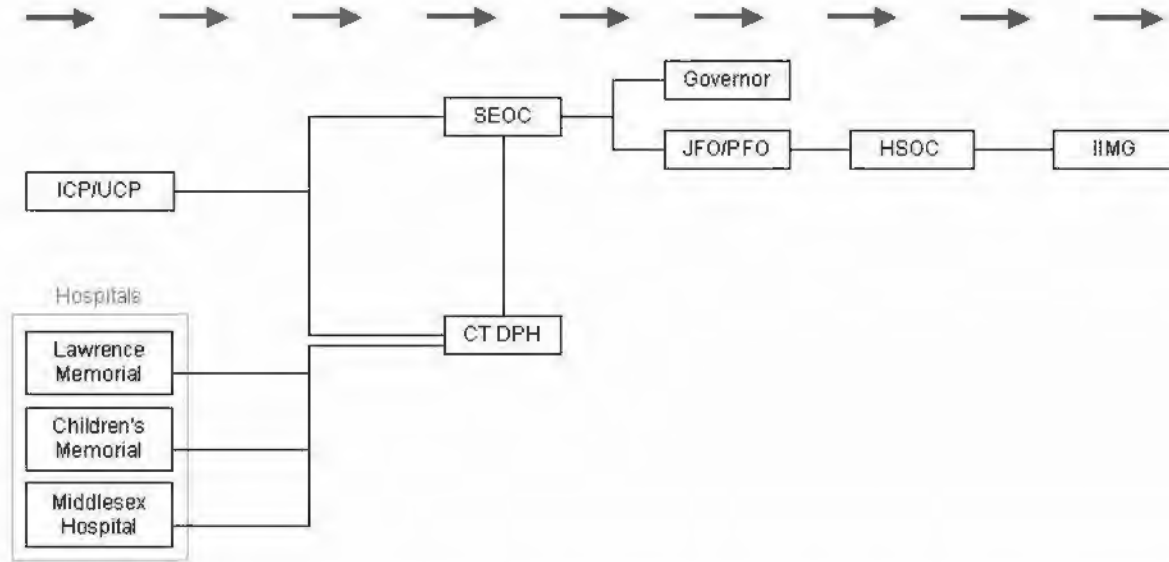 Governor
SEOC
JFO/PFO
HSOC
IIMG
ICP/UCP
Hospitals
CT DPH
Lawrence
Memorial
Children's
Memorial
Middlesex
Hospital